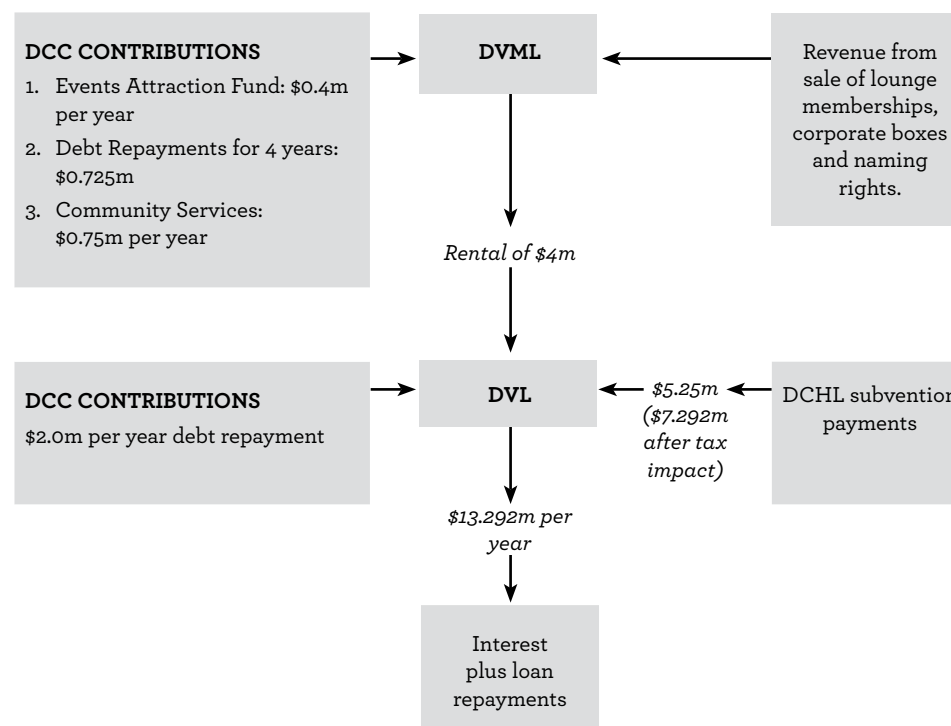 DCC CONTRIBUTIONS
1. Events Attraction Fund: $0.4m
per year
2. Debt Repayments for 4 years:
$0.725m
3. Community Services:
$0.75m per year
DVML
Revenue from
sale of lounge
memberships,
corporate boxes
and naming
rights.
Rental of $4m
DCC CONTRIBUTIONS
$2.0m per year debt repayment
DVL
$5.25m
($7.292m
after tax
impact)
DCHL subvention
payments
$13.292m per
year
Interest
plus loan
repayments